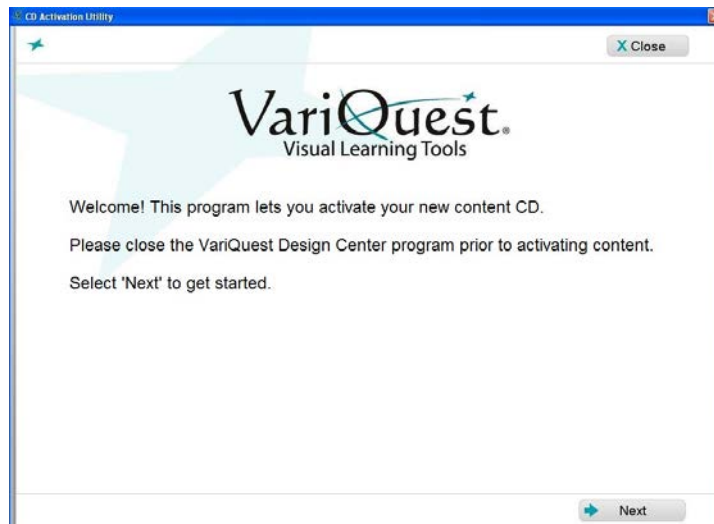 CD Activation Utility
X Close
VariQuest®
Visual Learning Tools
Welcome! This program lets you activate your new content CD.
Please close the VariQuest Design Center program prior to activating content.
Select 'Next' to get started.
Next